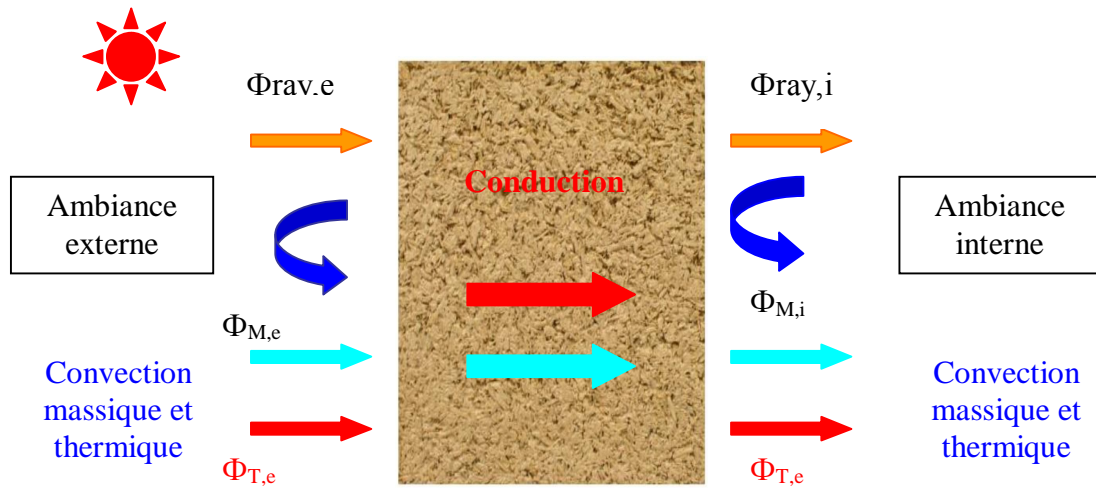 Φrav.e
Φray,i
Conduction
Ambiance
externe
Ambiance
interne
ΦM,e
ΦM,i
Convection
massique et
thermique
Convection
massique et
thermique
ΦT,e
ΦT,e